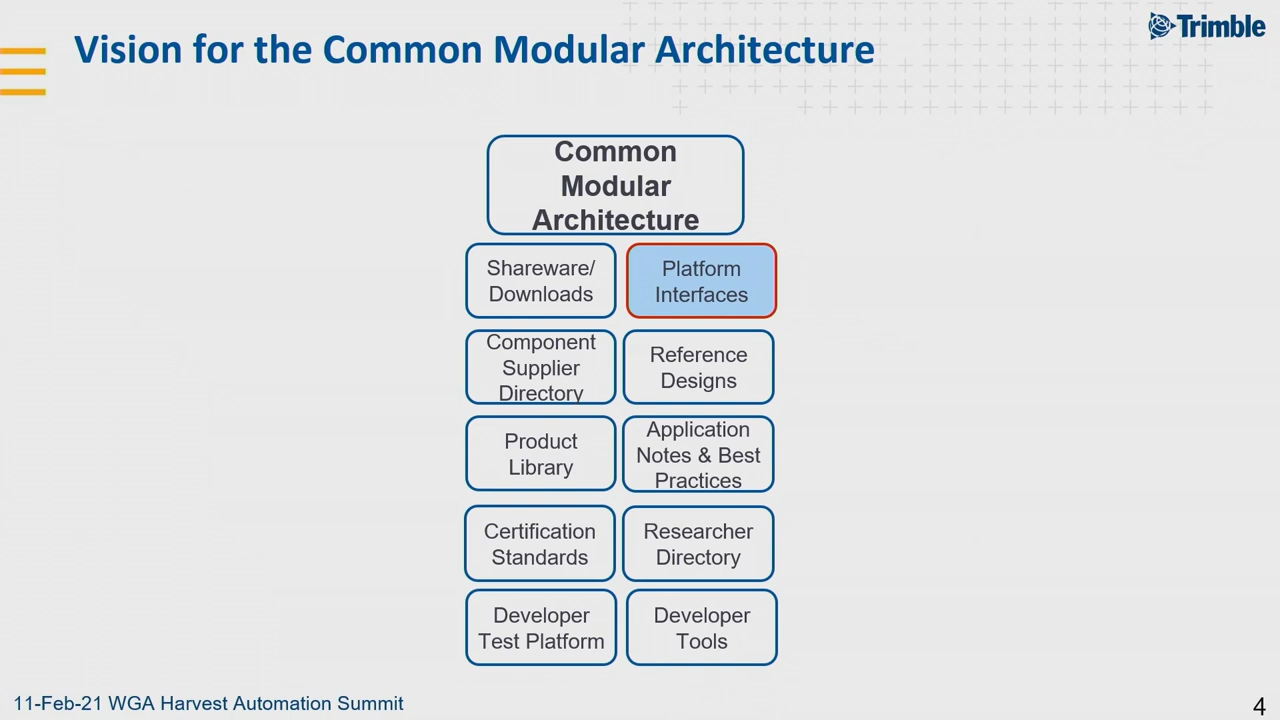 Vision for the Common Modular Architecture
Trimble
Common
Modular
Architecture
Shareware/
Downloads
Platform
Interfaces
Component
Supplier
Directory
Reference
Designs
Product
Library
Application
Notes & Best
Practices
Certification
Standards
Researcher
Directory
Developer
Test Platform
Developer
Tools
11-Feb-21 WGA Harvest Automation Summit
4